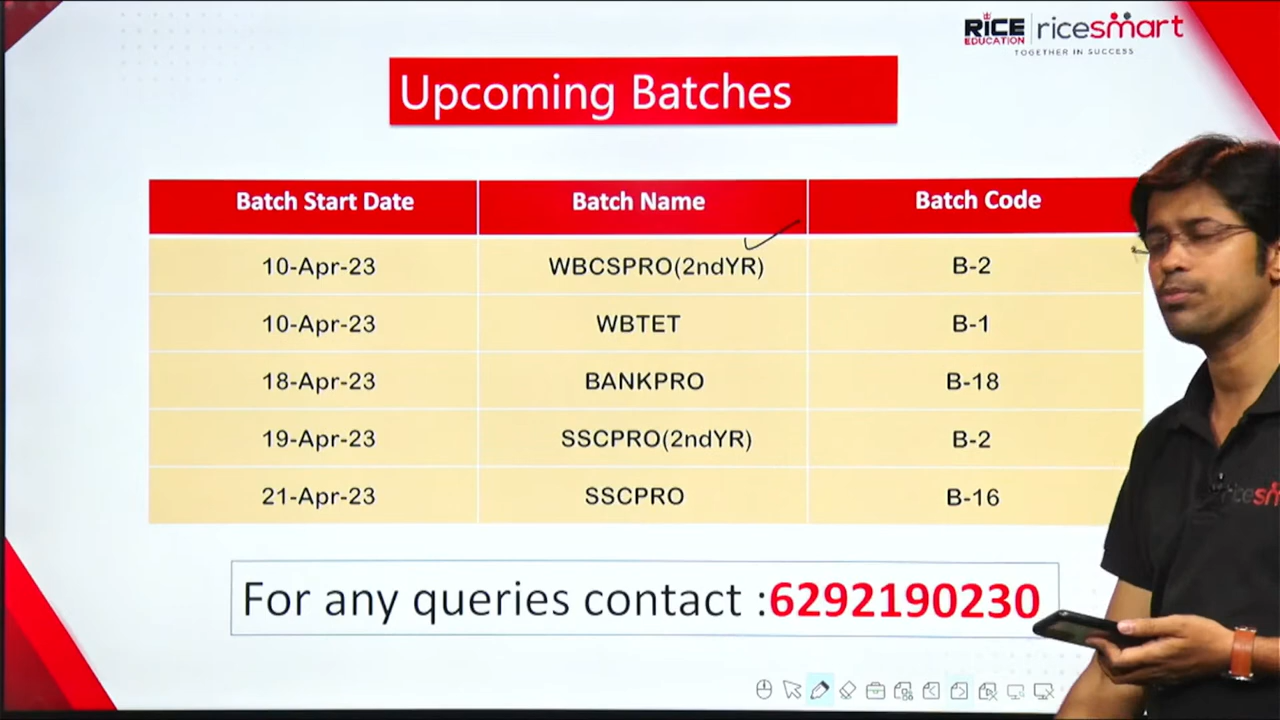 RICE EDUCATION ricesmart
TOGETHER IN SUCCESS
Upcoming Batches
Batch Start Date Batch Name Batch Code
10-Apr-23 WBCSPRO(2ndYR) B-2
10-Apr-23 WBTET B-1
18-Apr-23 BANKPRO B-18
19-Apr-23 SSCPRO(2ndYR) B-2
21-Apr-23 SSCPRO B-16
For any queries contact :6292190230